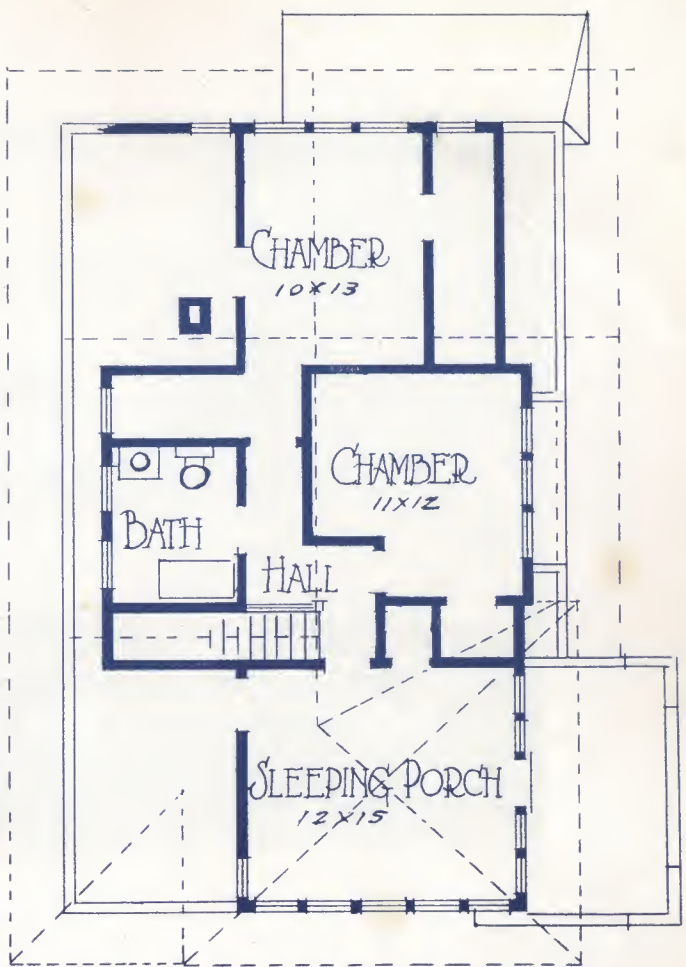 CHAMBER
10X13
CHAMBER
11X12
BATH
HALL
SLEEPING PORCH
12X15